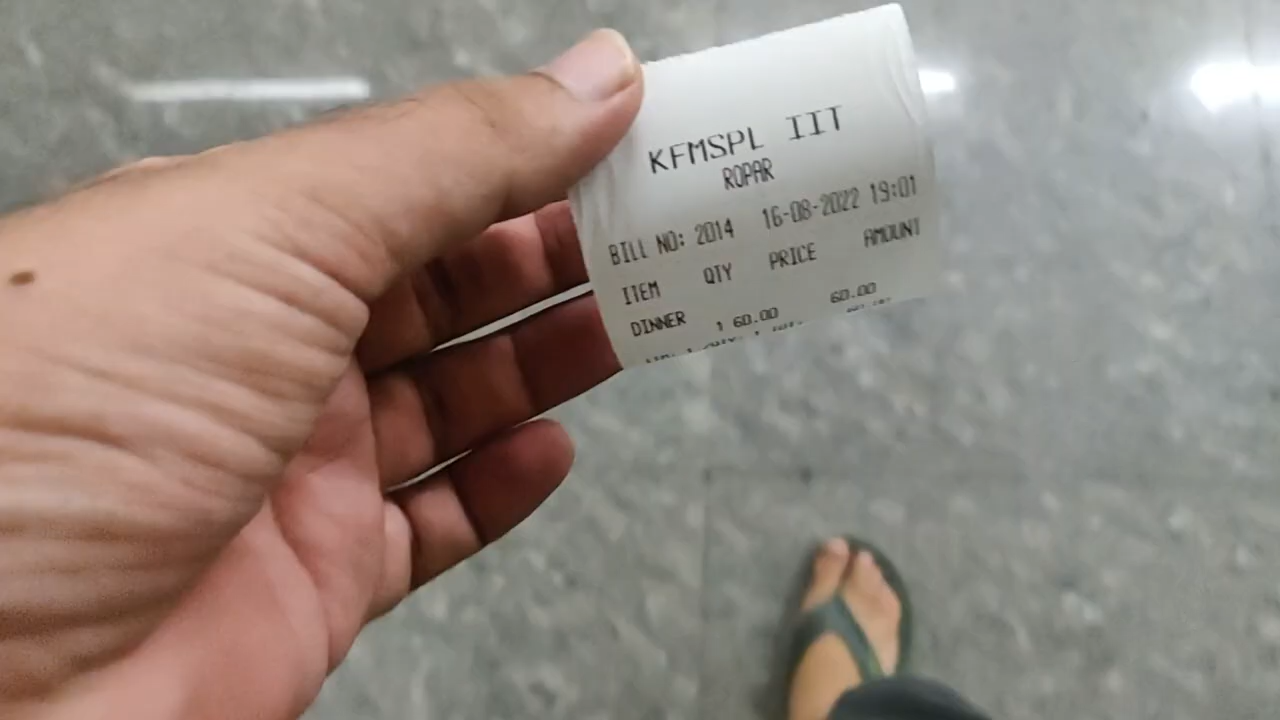 KFMSPL IIT
ROPAR
BILL NO: 2014 16-08-2022 19:01
ITEM QTY PRICE AMOUNT
DINNER 1 60.00 60.00